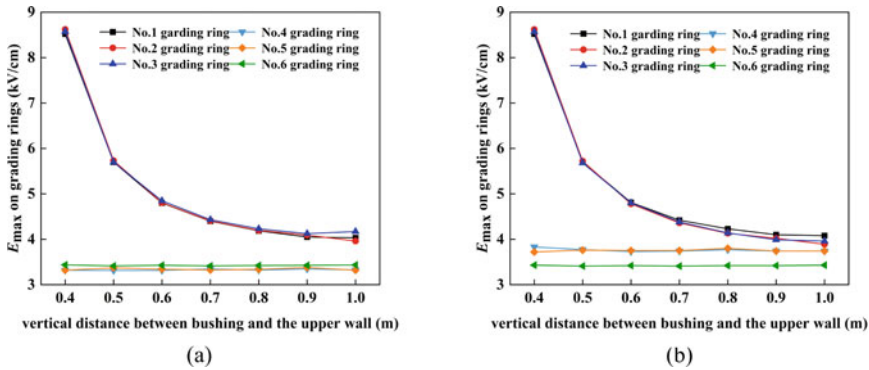 9
8
7
6
5
4
3
E max on grading rings (kV/cm)
No.1 garding ring
No.2 grading ring
No.3 grading ring
No.4 grading ring
No.5 grading ring
No.6 grading ring
0.4 0.5 0.6 0.7 0.8 0.9 1.0
vertical distance between bushing and the upper wall (m)
(a)
9
8
7
6
5
4
3
E max on grading rings (kV/cm)
No.1 garding ring
No.2 grading ring
No.3 grading ring
No.4 grading ring
No.5 grading ring
No.6 grading ring
0.4 0.5 0.6 0.7 0.8 0.9 1.0
vertical distance between bushing and the upper wall (m)
(b)